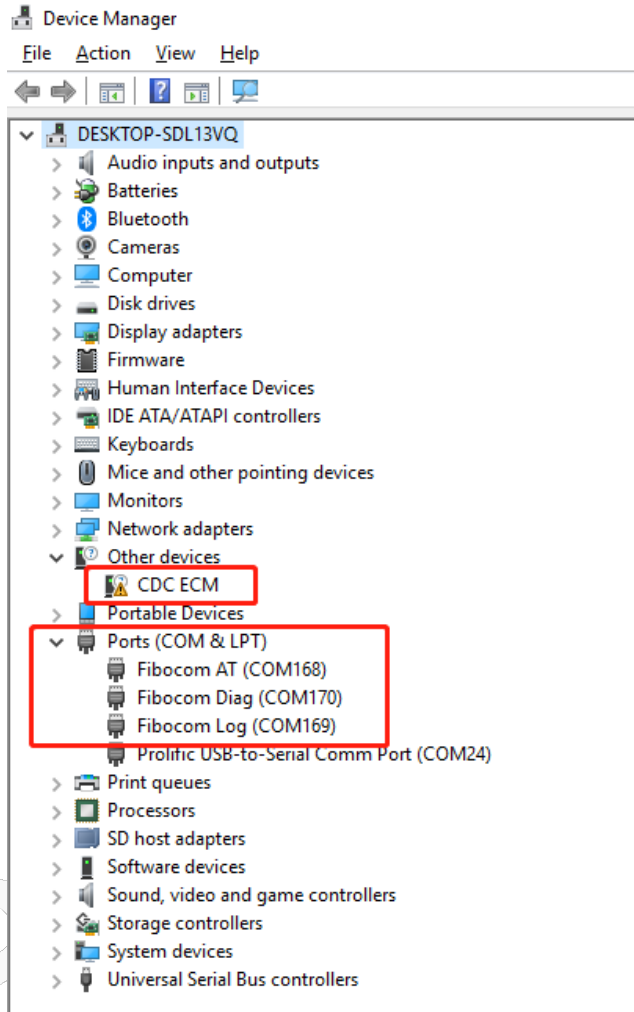 Device Manager
File Action View Help
DESKTOP-SDL13VQ
Audio inputs and outputs
Batteries
Bluetooth
Cameras
Computer
Disk drives
Display adapters
Firmware
Human Interface Devices
IDE ATA/ATAPI controllers
Keyboards
Mice and other pointing devices
Monitors
Network adapters
Other devices
CDC ECM
Portable Devices
Ports (COM & LPT)
Fibocom AT (COM168)
Fibocom Diag (COM170)
Fibocom Log (COM169)
Prolific USB-to-Serial Comm Port (COM24)
Print queues
Processors
SD host adapters
Software devices
Sound, video and game controllers
Storage controllers
System devices
Universal Serial Bus controllers